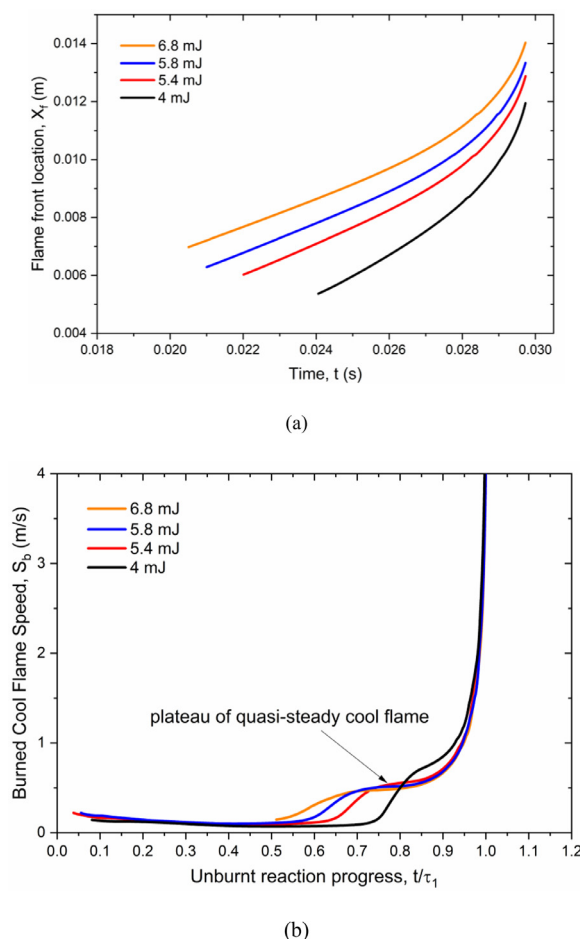 0.014
0.012
0.010
0.008
0.006
0.004
Flame front location, X_f (m)
6.8 mJ
5.8 mJ
5.4 mJ
4 mJ
0.018 0.020 0.022 0.024 0.026 0.028 0.030
Time, t (s)
(a)
4
3
2
1
0
Burned Cool Flame Speed, S_b (m/s)
6.8 mJ
5.8 mJ
5.4 mJ
4 mJ
plateau of quasi-steady cool flame
0.0 0.1 0.2 0.3 0.4 0.5 0.6 0.7 0.8 0.9 1.0 1.1 1.2
Unburnt reaction progress, t/τ₁
(b)